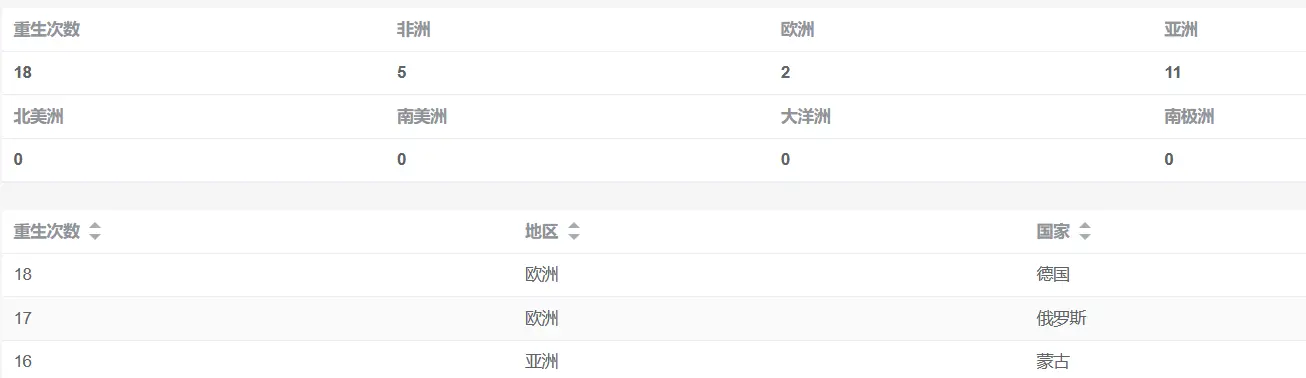 重生次数 非洲 欧洲 亚洲
18 5 2 11
北美洲 南美洲 大洋洲 南极洲
0 0 0 0
重生次数 地区 国家
18 欧洲 德国
17 欧洲 俄罗斯
16 亚洲 蒙古